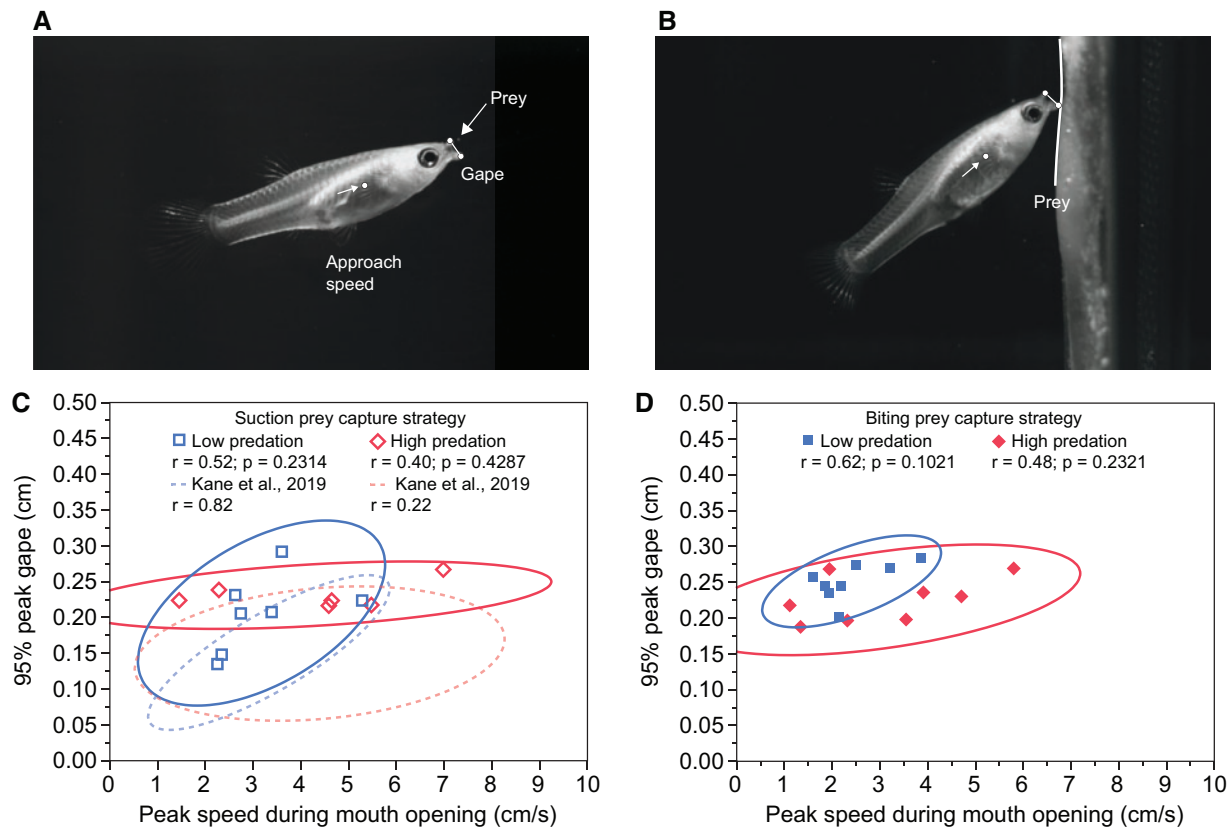 A
Prey
Gape
Approach
speed
B
Prey
C
0.50
0.45
0.40
0.35
0.30
0.25
0.20
0.15
0.10
0.05
0.00
95% peak gape (cm)
Suction prey capture strategy
Low predation
r = 0.52; p = 0.2314
Kane et al., 2019
r = 0.82
High predation
r = 0.40; p = 0.4287
Kane et al., 2019
r = 0.22
0 1 2 3 4 5 6 7 8 9 10
Peak speed during mouth opening (cm/s)
D
0.50
0.45
0.40
0.35
0.30
0.25
0.20
0.15
0.10
0.05
0.00
95% peak gape (cm)
Biting prey capture strategy
Low predation
r = 0.62; p = 0.1021
High predation
r = 0.48; p = 0.2321
0 1 2 3 4 5 6 7 8 9 10
Peak speed during mouth opening (cm/s)